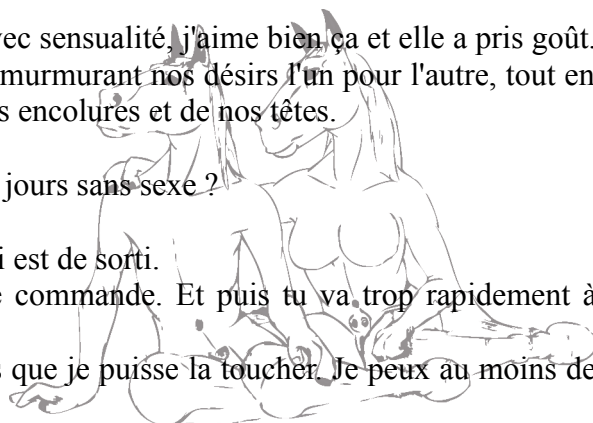 vec sensualité, j'aime bien ça et elle a pris goût.
murmurant nos désirs l'un pour l'autre, tout en
s encolures et de nos têtes.
jours sans sexe ?
i est de sorti.
e commande. Et puis tu va trop rapidement à
s que je puisse la toucher. Je peux au moins de